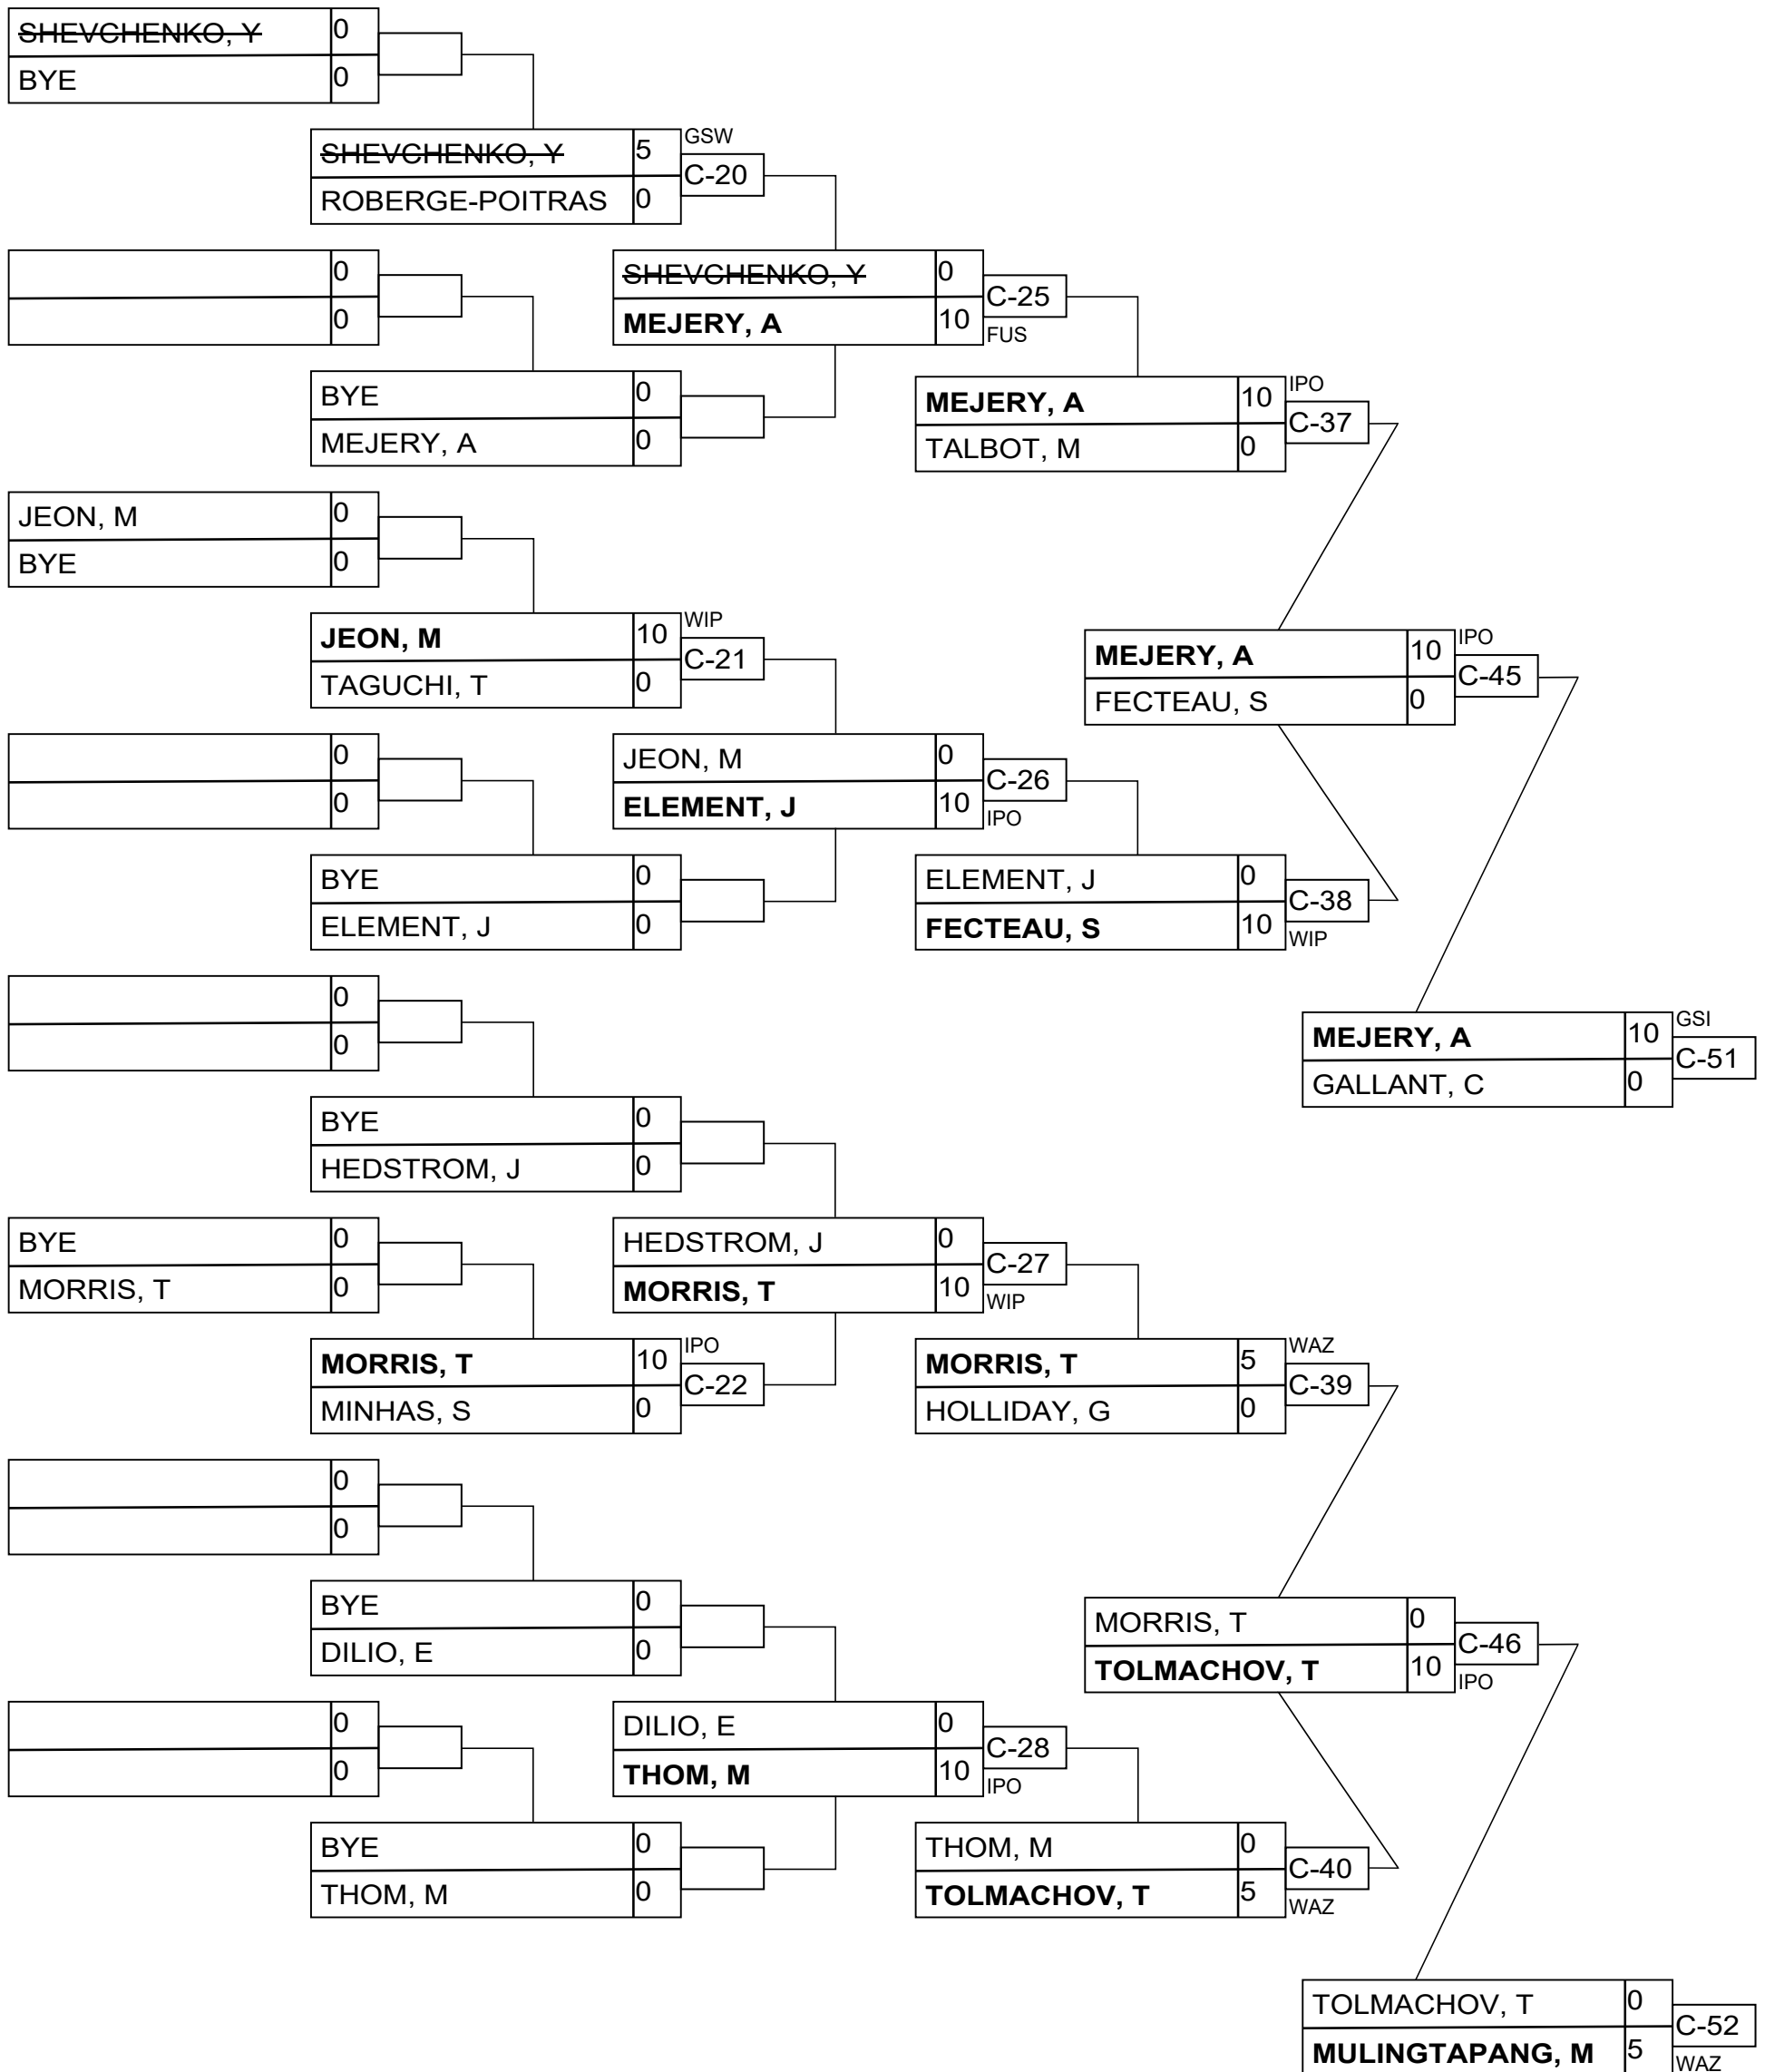 SHEVCHENKO, Y 0
BYE 0
SHEVCHENKO, Y 5 GSW
C-20
ROBERGE-POITRAS 0
0
0
SHEVCHENKO, Y 0
C-25
MEJERY, A 10 FUS
BYE 0
MEJERY, A 0
MEJERY, A 10 IPO
C-37
TALBOT, M 0
JEON, M 0
BYE 0
JEON, M 10 WIP
C-21
TAGUCHI, T 0
MEJERY, A 10 IPO
C-45
FECTEAU, S 0
0
0
JEON, M 0
C-26
ELEMENT, J 10 IPO
BYE 0
ELEMENT, J 0
ELEMENT, J 0
C-38
FECTEAU, S 10 WIP
0
0
MEJERY, A 10 GSI
C-51
GALLANT, C 0
BYE 0
HEDSTROM, J 0
BYE 0
MORRIS, T 0
HEDSTROM, J 0
C-27
MORRIS, T 10 WIP
MORRIS, T 10 IPO
C-22
MINHAS, S 0
MORRIS, T 5 WAZ
C-39
HOLLIDAY, G 0
0
0
BYE 0
DILIO, E 0
MORRIS, T 0
C-46
TOLMACHOV, T 10 IPO
0
0
DILIO, E 0
C-28
THOM, M 10 IPO
BYE 0
THOM, M 0
THOM, M 0
C-40
TOLMACHOV, T 5 WAZ
TOLMACHOV, T 0
C-52
MULINGTAPANG, M 5 WAZ